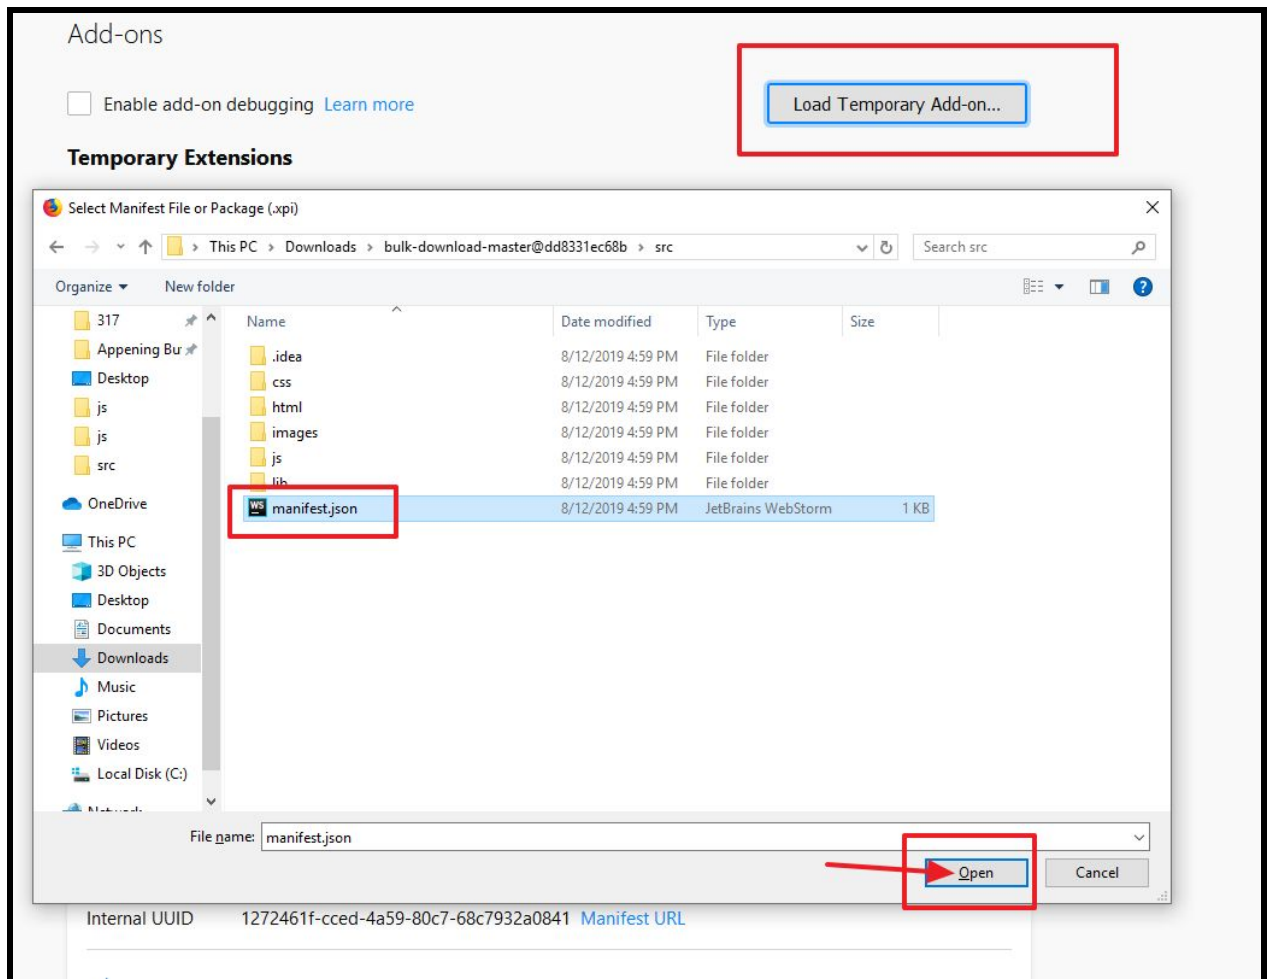 Add-ons
Enable add-on debugging Learn more
Load Temporary Add-on...
Temporary Extensions
Select Manifest File or Package (.xpi)
This PC > Downloads > bulk-download-master@dd8331ec68b > src
Search src
Organize
New folder
Name Date modified Type Size
317
Appening Bu
Desktop
js
js
src
OneDrive
This PC
3D Objects
Desktop
Documents
Downloads
Music
Pictures
Videos
Local Disk (C:)
Network
.idea 8/12/2019 4:59 PM File folder
css 8/12/2019 4:59 PM File folder
html 8/12/2019 4:59 PM File folder
images 8/12/2019 4:59 PM File folder
js 8/12/2019 4:59 PM File folder
lib 8/12/2019 4:59 PM File folder
WS manifest.json 8/12/2019 4:59 PM JetBrains WebStorm 1 KB
File name: manifest.json
Open
Cancel
Internal UUID 1272461f-cced-4a59-80c7-68c7932a0841 Manifest URL